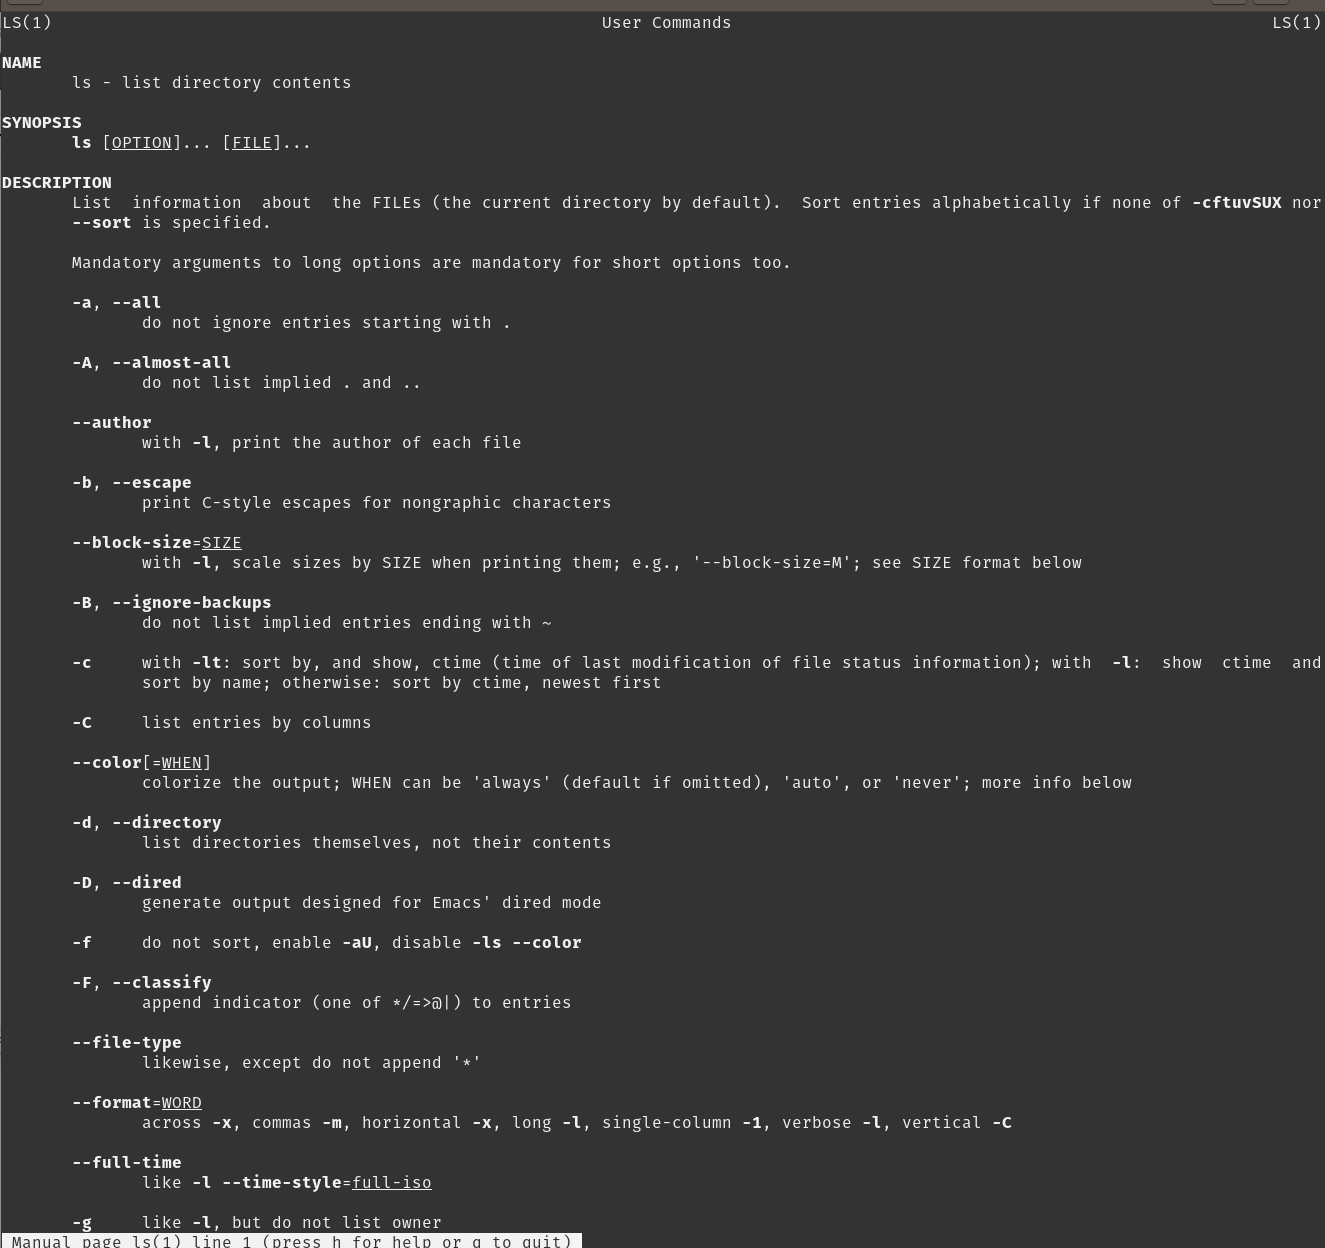 LS(1) User Commands LS(1)
NAME
ls - list directory contents
SYNOPSIS
ls [OPTION]... [FILE]...
DESCRIPTION
List  information  about  the FILEs (the current directory by default).  Sort entries alphabetically if none of -cftuvSUX nor
--sort is specified.
Mandatory arguments to long options are mandatory for short options too.
-a, --all
do not ignore entries starting with .
-A, --almost-all
do not list implied . and ..
--author
with -l, print the author of each file
-b, --escape
print C-style escapes for nongraphic characters
--block-size=SIZE
with -l, scale sizes by SIZE when printing them; e.g., '--block-size=M'; see SIZE format below
-B, --ignore-backups
do not list implied entries ending with ~
-c     with -lt: sort by, and show, ctime (time of last modification of file status information); with  -l:  show  ctime  and
sort by name; otherwise: sort by ctime, newest first
-C     list entries by columns
--color[=WHEN]
colorize the output; WHEN can be 'always' (default if omitted), 'auto', or 'never'; more info below
-d, --directory
list directories themselves, not their contents
-D, --dired
generate output designed for Emacs' dired mode
-f     do not sort, enable -aU, disable -ls --color
-F, --classify
append indicator (one of */=>@|) to entries
--file-type
likewise, except do not append '*'
--format=WORD
across -x, commas -m, horizontal -x, long -l, single-column -1, verbose -l, vertical -C
--full-time
like -l --time-style=full-iso
-g     like -l, but do not list owner
Manual page ls(1) line 1 (press h for help or q to quit)